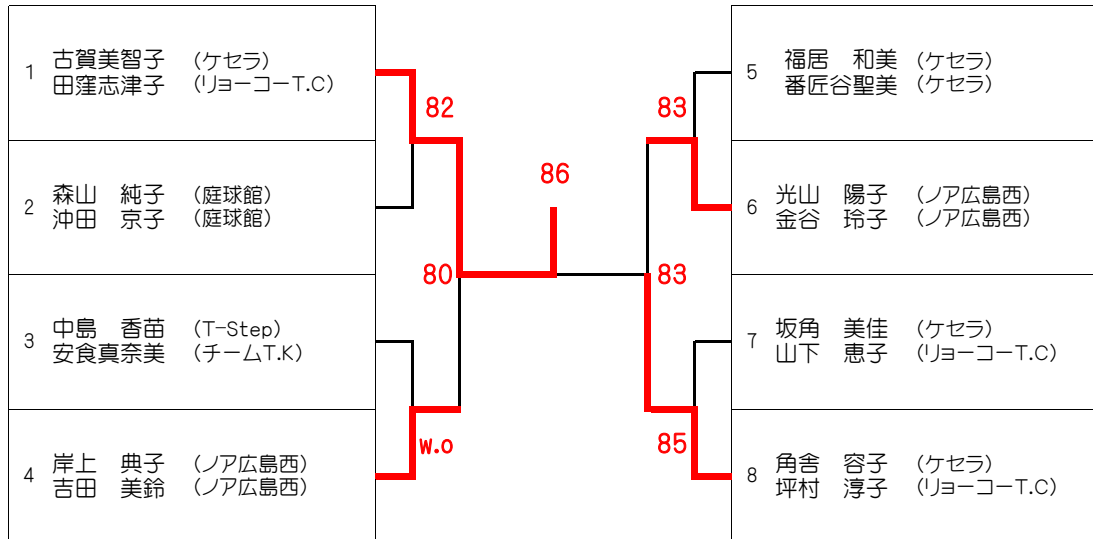 1
古賀美智子 (ケセラ)
田窪志津子 (リョーコーT.C)
2
森山 純子 (庭球館)
沖田 京子 (庭球館)
3
中島 香苗 (T-Step)
安食真奈美 (チームT.K)
4
岸上 典子 (ノア広島西)
吉田 美鈴 (ノア広島西)
82
80
w.o
86
83
83
85
5
福居 和美 (ケセラ)
番匠谷聖美 (ケセラ)
6
光山 陽子 (ノア広島西)
金谷 玲子 (ノア広島西)
7
坂角 美佳 (ケセラ)
山下 恵子 (リョーコーT.C)
8
角舎 容子 (ケセラ)
坪村 淳子 (リョーコーT.C)